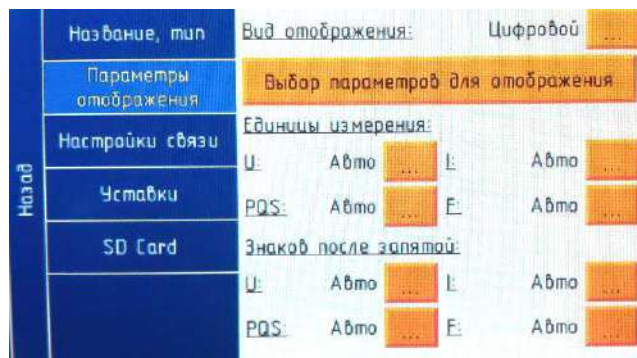 Назад
Название, тип
Параметры
отображения
Настройки связи
Уставки
SD Card
Вид отображения: Цифровой ...
Выбор параметров для отображения
Единицы измерения:
U: Авто ... I: Авто ...
PQS: Авто ... F: Авто ...
Знаков после запятой:
U: Авто ... I: Авто ...
PQS: Авто ... F: Авто ...